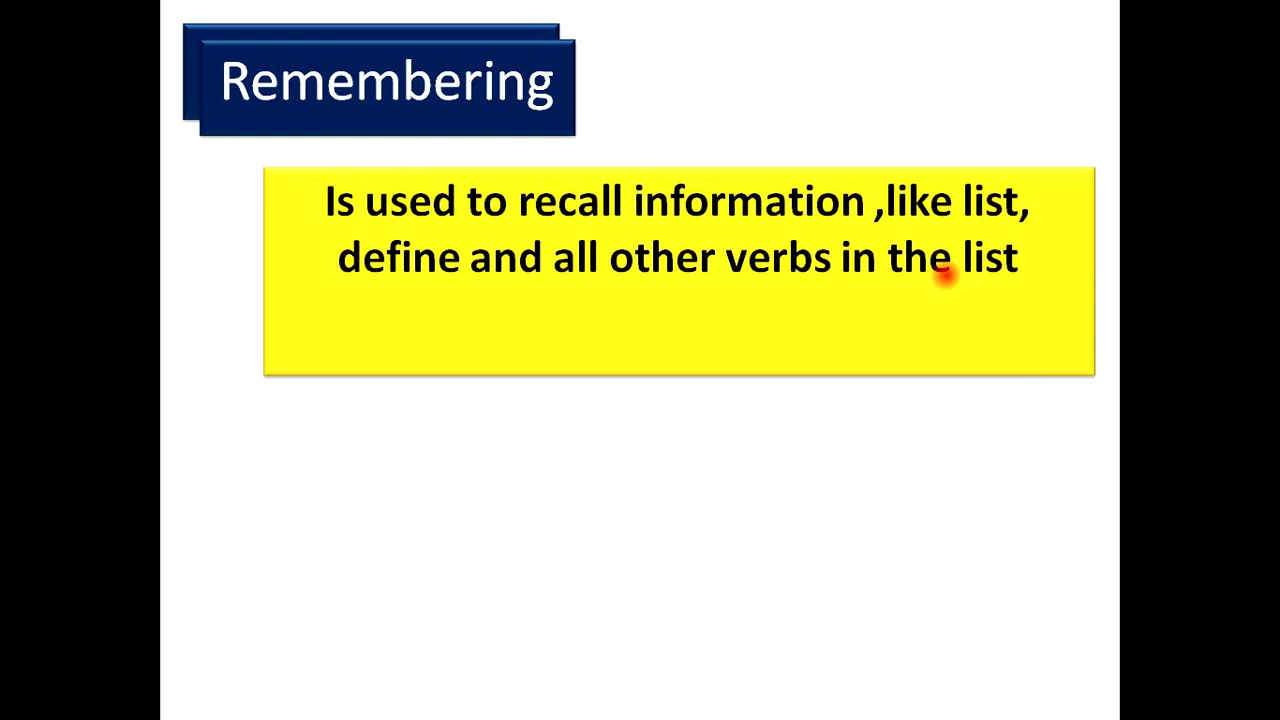 Remembering
Is used to recall information ,like list,
define and all other verbs in the list